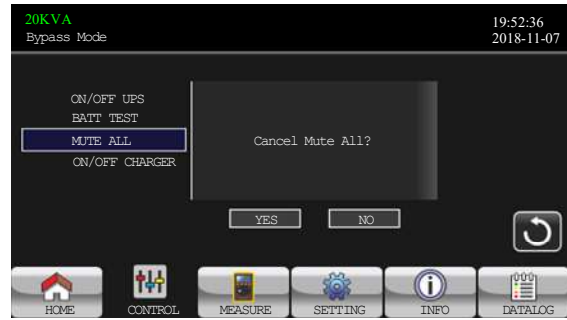 20KVA
Bypass Mode
19:52:36
2018-11-07
ON/OFF UPS
BATT TEST
MUTE ALL
ON/OFF CHARGER
Cancel Mute All?
YES
NO
HOME
CONTROL
MEASURE
SETTING
INFO
DATALOG